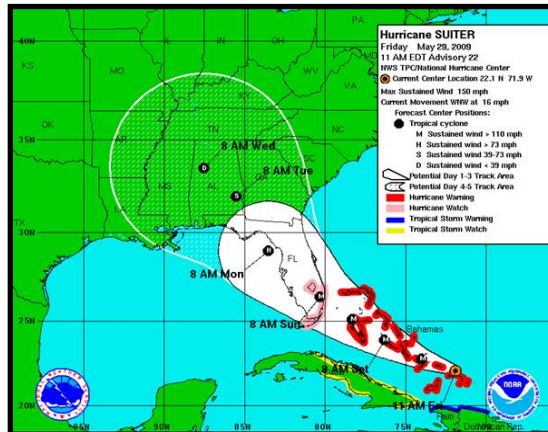 Hurricane SUITER
Friday May 29, 2009
11 AM EDT Advisory 22
NWS TPC/National Hurricane Center
Current Center Location 22.1 N 71.9 W
Max Sustained Wind 150 mph
Current Movement WNW at 16 mph
Forecast Center Positions:
Tropical cyclone
M Sustained wind > 110 mph
H Sustained wind > 73 mph
S Sustained wind 39-73 mph
D Sustained wind < 39 mph
Potential Day 1-3 Track Area
Potential Day 4-5 Track Area
Hurricane Warning
Hurricane Watch
Tropical Storm Warning
Tropical Storm Watch
40N
KS
MO
IL
IN
OH
PA
WV
VA
KY
35N
AR
TN
NC
D
8 AM Wed
SC
8 AM Tue
MS
AL
GA
S
TX
LA
30N
H
FL
8 AM Mon
M
25N
8 AM Sun
M
Bahamas
M
M
8 AM Sat
11 AM Fri
20N
Haiti
Dominican Rep.
95W
90W
85W
80W
75W
NOAA